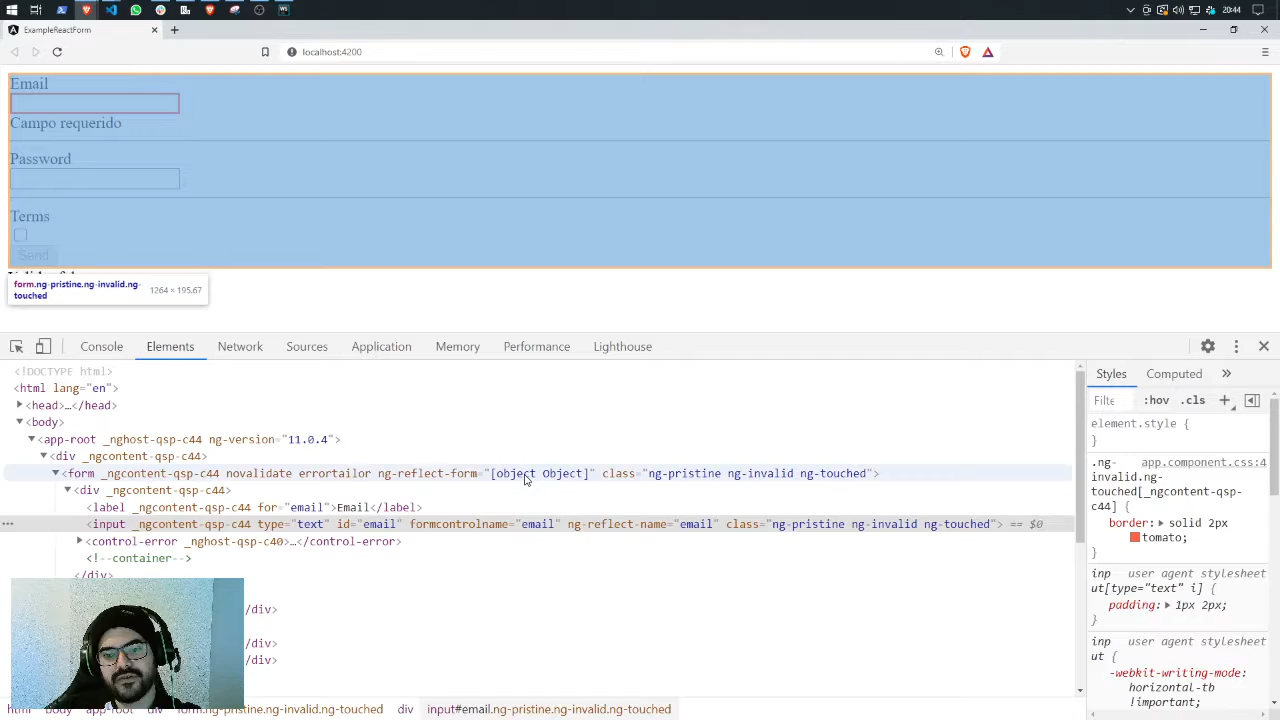 20:44
ExampleReactForm
localhost:4200
Email
Campo requerido
Password
Terms
Send
form.ng-pristine.ng-invalid.ng-
touched
1264 × 195.67
Console Elements Network Sources Application Memory Performance Lighthouse
<!DOCTYPE html>
<html lang="en">
<head>…</head>
<body>
<app-root _nghost-qsp-c44 ng-version="11.0.4">
<div _ngcontent-qsp-c44>
<form _ngcontent-qsp-c44 novalidate errortailor ng-reflect-form="[object Object]" class="ng-pristine ng-invalid ng-touched">
<div _ngcontent-qsp-c44>
<label _ngcontent-qsp-c44 for="email">Email</label>
<input _ngcontent-qsp-c44 type="text" id="email" formcontrolname="email" ng-reflect-name="email" class="ng-pristine ng-invalid ng-touched"> == $0
<control-error _nghost-qsp-c40>…</control-error>
<!--container-->
</div>
/div>
/div>
/div>
html body app-root div form.ng-pristine.ng-invalid.ng-touched div input#email.ng-pristine.ng-invalid.ng-touched
Styles Computed »
Filte :hov .cls +
element.style {
}
.ng- app.component.css:4
invalid.ng-
touched[_ngcontent-qsp-
c44] {
border: solid 2px
tomato;
}
inp user agent stylesheet
ut[type="text" i] {
padding: 1px 2px;
}
inp user agent stylesheet
ut {
-webkit-writing-mode:
horizontal-tb
!important;